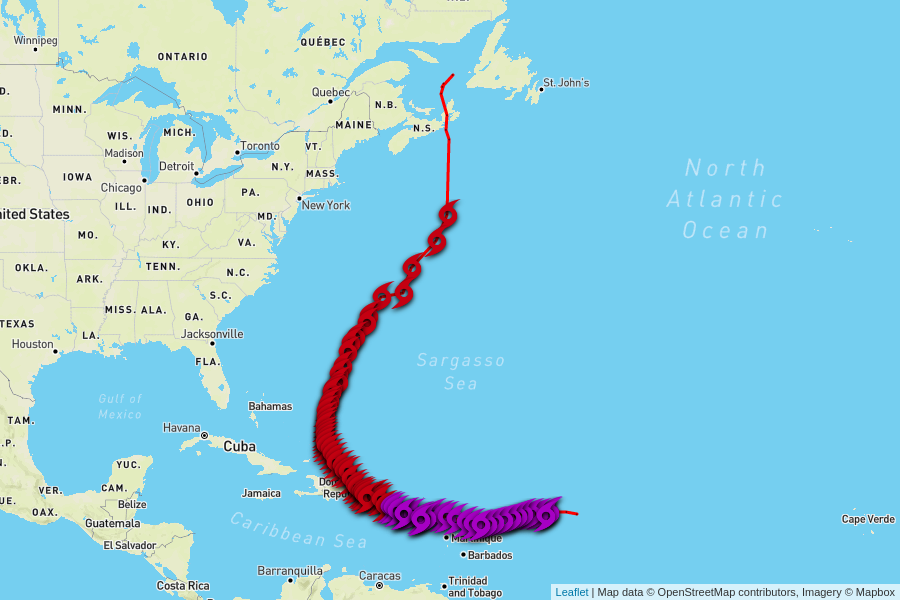 Winnipeg
ONTARIO
QUÉBEC
St. John's
D.
MINN.
Quebec
N.B.
MAINE
N.S.
WIS.
MICH.
Madison
Detroit
Toronto
VT.
N.Y.
MASS.
EBR.
IOWA
Chicago
ILL.
IND.
OHIO
PA.
New York
nited States
MD.
MO.
KY.
VA.
OKLA.
ARK.
TENN.
N.C.
S.C.
MISS.
ALA.
GA.
TEXAS
LA.
Jacksonville
Houston
FLA.
North
Atlantic
Ocean
Sargasso
Sea
Gulf of
Mexico
Bahamas
TAM.
Havana
Cuba
.P.
N.
YUC.
VER.
CAM.
Jamaica
Do
Repu
UE.
OAX.
Belize
Guatemala
El Salvador
Caribbean Sea
Martinique
Barbados
Cape Verde
Costa Rica
Barranquilla
Caracas
Trinidad
and Tobago
Leaflet | Map data © OpenStreetMap contributors, Imagery © Mapbox